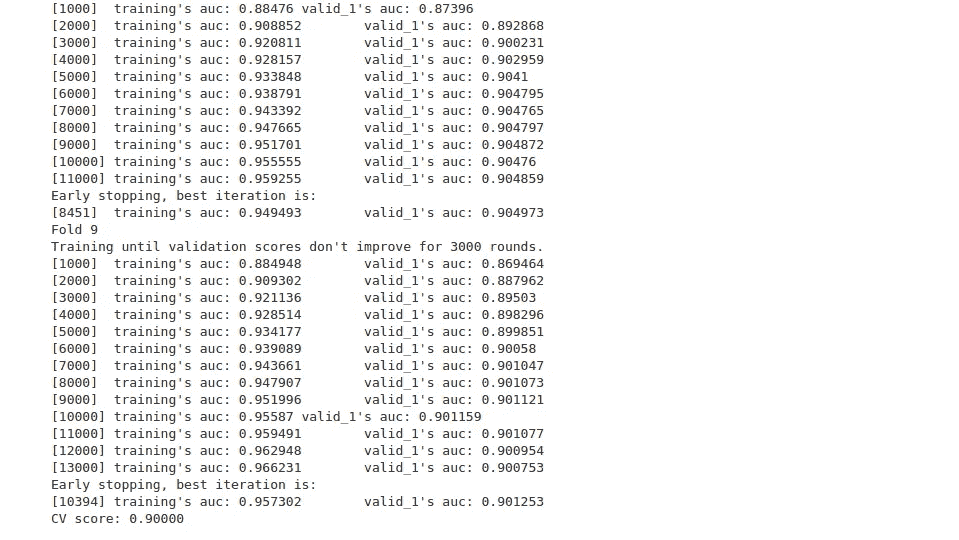 [1000]	training's auc: 0.88476	valid_1's auc: 0.87396
[2000]	training's auc: 0.908852	valid_1's auc: 0.892868
[3000]	training's auc: 0.920811	valid_1's auc: 0.900231
[4000]	training's auc: 0.928157	valid_1's auc: 0.902959
[5000]	training's auc: 0.933848	valid_1's auc: 0.9041
[6000]	training's auc: 0.938791	valid_1's auc: 0.904795
[7000]	training's auc: 0.943392	valid_1's auc: 0.904765
[8000]	training's auc: 0.947665	valid_1's auc: 0.904797
[9000]	training's auc: 0.951701	valid_1's auc: 0.904872
[10000]	training's auc: 0.955555	valid_1's auc: 0.90476
[11000]	training's auc: 0.959255	valid_1's auc: 0.904859
Early stopping, best iteration is:
[8451]	training's auc: 0.949493	valid_1's auc: 0.904973
Fold 9
Training until validation scores don't improve for 3000 rounds.
[1000]	training's auc: 0.884948	valid_1's auc: 0.869464
[2000]	training's auc: 0.909302	valid_1's auc: 0.887962
[3000]	training's auc: 0.921136	valid_1's auc: 0.89503
[4000]	training's auc: 0.928514	valid_1's auc: 0.898296
[5000]	training's auc: 0.934177	valid_1's auc: 0.899851
[6000]	training's auc: 0.939089	valid_1's auc: 0.90058
[7000]	training's auc: 0.943661	valid_1's auc: 0.901047
[8000]	training's auc: 0.947907	valid_1's auc: 0.901073
[9000]	training's auc: 0.951996	valid_1's auc: 0.901121
[10000]	training's auc: 0.95587	valid_1's auc: 0.901159
[11000]	training's auc: 0.959491	valid_1's auc: 0.901077
[12000]	training's auc: 0.962948	valid_1's auc: 0.900954
[13000]	training's auc: 0.966231	valid_1's auc: 0.900753
Early stopping, best iteration is:
[10394]	training's auc: 0.957302	valid_1's auc: 0.901253
CV score: 0.90000